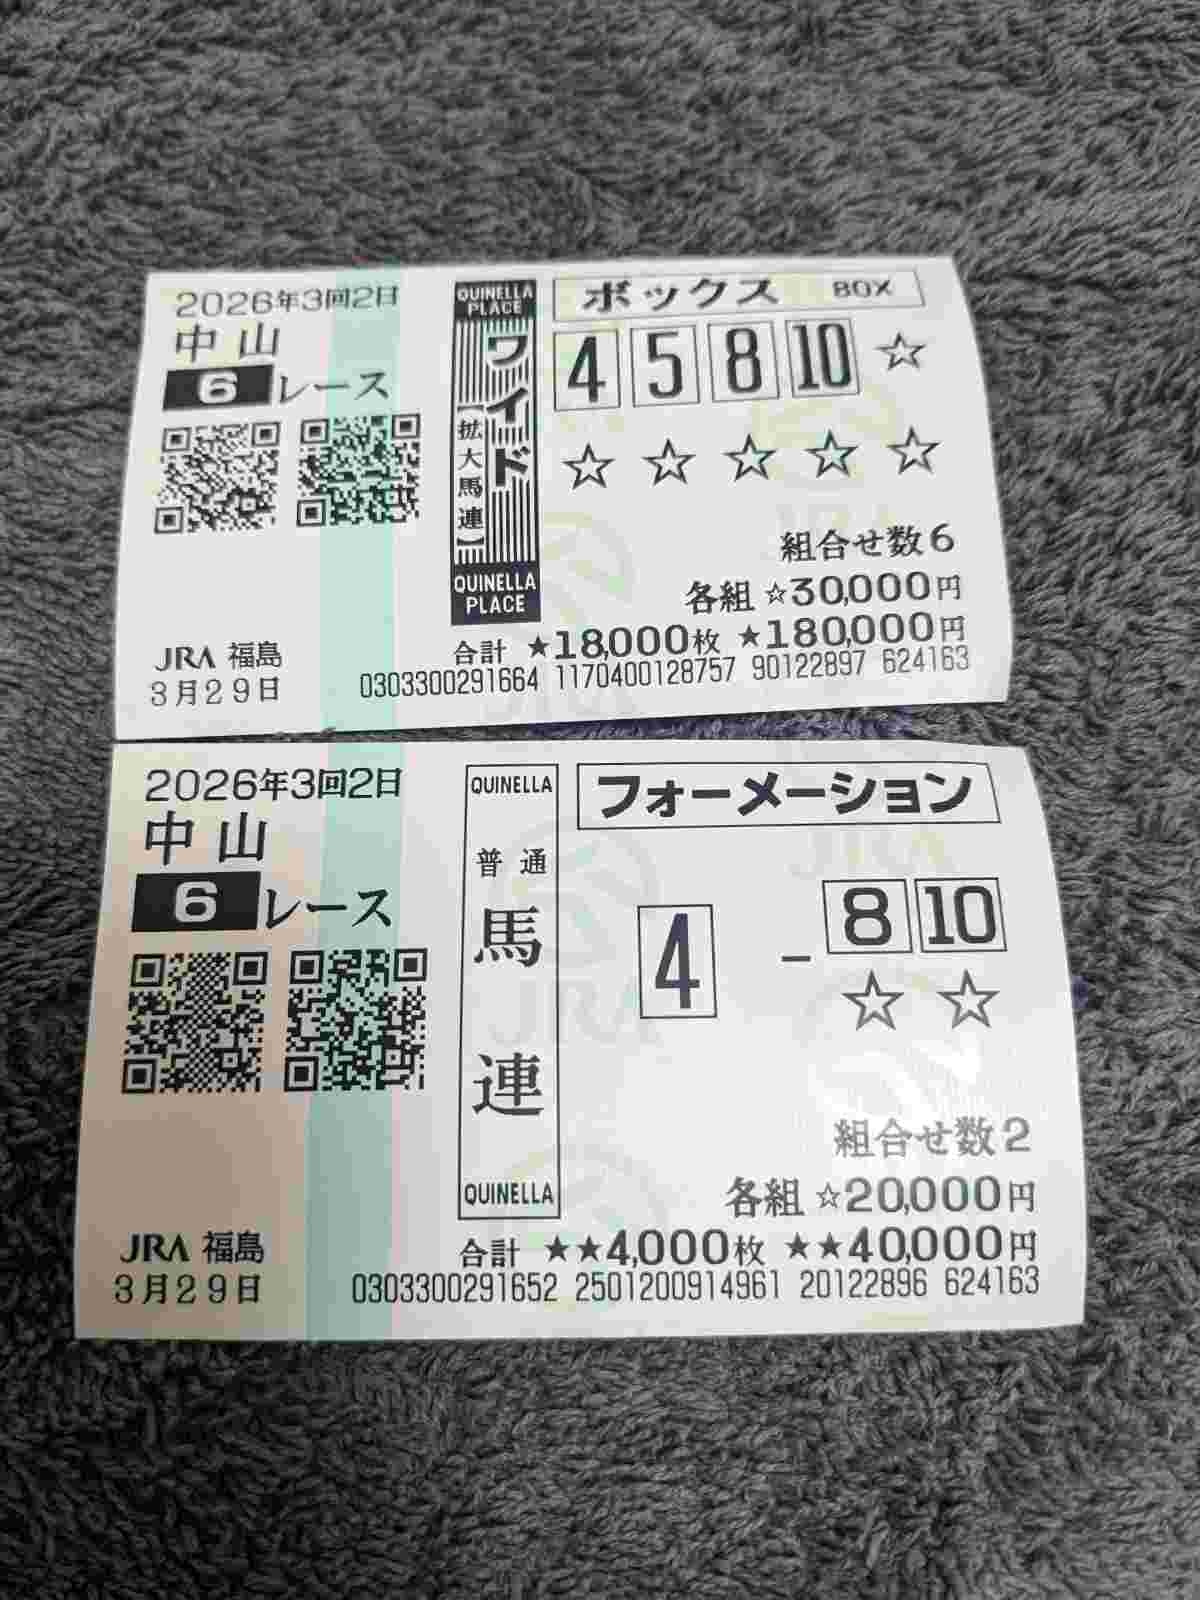 2026年3回2日
中山
6レース
QUINELLA PLACE
ワイド
【拡大馬連】
QUINELLA PLACE
ボックス BOX
4 5 8 10 ☆
☆ ☆ ☆ ☆ ☆
組合せ数6
各組 ☆30,000円
合計 ★18,000枚 ★180,000円
JRA 福島
3月29日
0303300291664 1170400128757 90122897 624163
2026年3回2日
中山
6レース
QUINELLA
普通
馬連
QUINELLA
フォーメーション
4 - 8 10
☆ ☆
組合せ数2
各組 ☆20,000円
合計 ★★4,000枚 ★★40,000円
JRA 福島
3月29日
0303300291652 2501200914961 20122896 624163